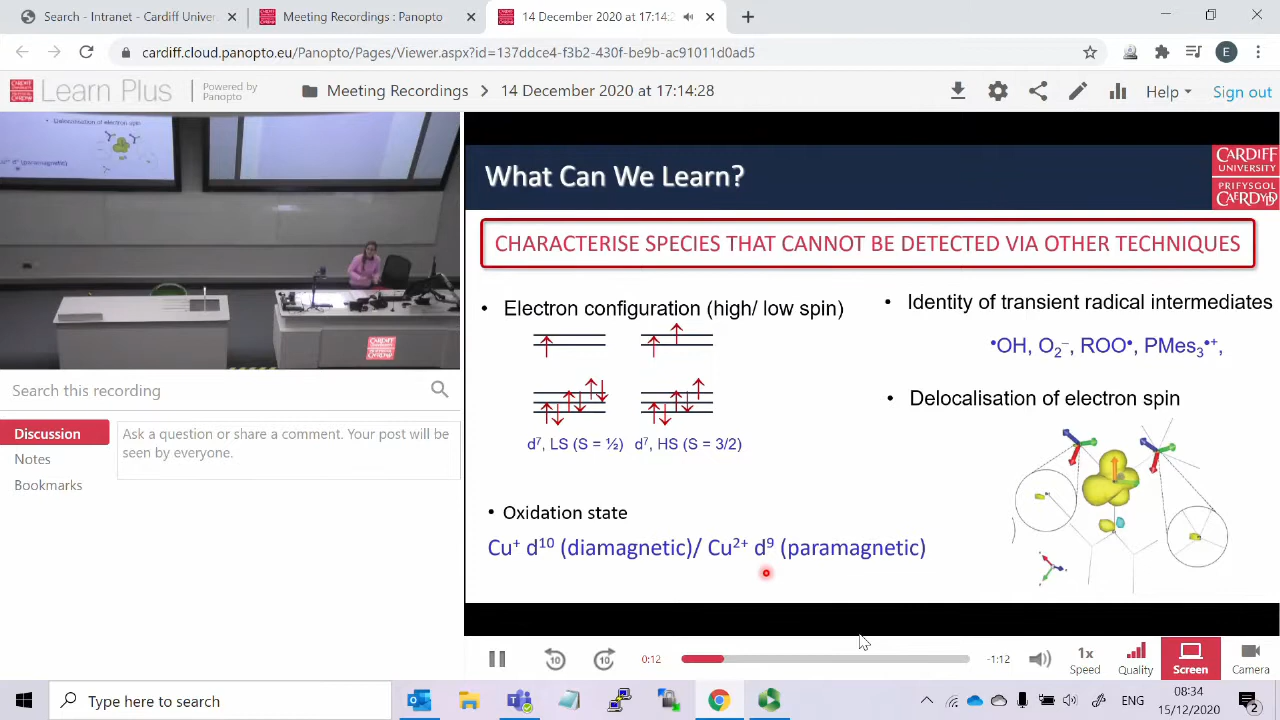 Search - Intranet - Cardiff Univ
Meeting Recordings : Panopto
14 December 2020 at 17:14:2
cardiff.cloud.panopto.eu/Panopto/Pages/Viewer.aspx?id=137ddce4-f3b2-430f-be9b-ac91011d0ad5
E
Learn Plus
Powered by
Panopto
Meeting Recordings > 14 December 2020 at 17:14:28
Help
Sign out
What Can We Learn?
CARDIFF
UNIVERSITY
PRIFYSGOL
CAERDYDD
CHARACTERISE SPECIES THAT CANNOT BE DETECTED VIA OTHER TECHNIQUES
• Electron configuration (high/ low spin)
d⁷, LS (S = ½) d⁷, HS (S = 3/2)
• Oxidation state
Cu⁺ d¹⁰ (diamagnetic)/ Cu²⁺ d⁹ (paramagnetic)
• Identity of transient radical intermediates
•OH, O₂⁻, ROO•, PMes₃•⁺,
• Delocalisation of electron spin
Search this recording
Discussion
Notes
Bookmarks
Ask a question or share a comment. Your post will be
seen by everyone.
10
10
0:12
-1:12
1x
Speed
Quality
Screen
Camera
Type here to search
ENG
08:34
15/12/2020
2